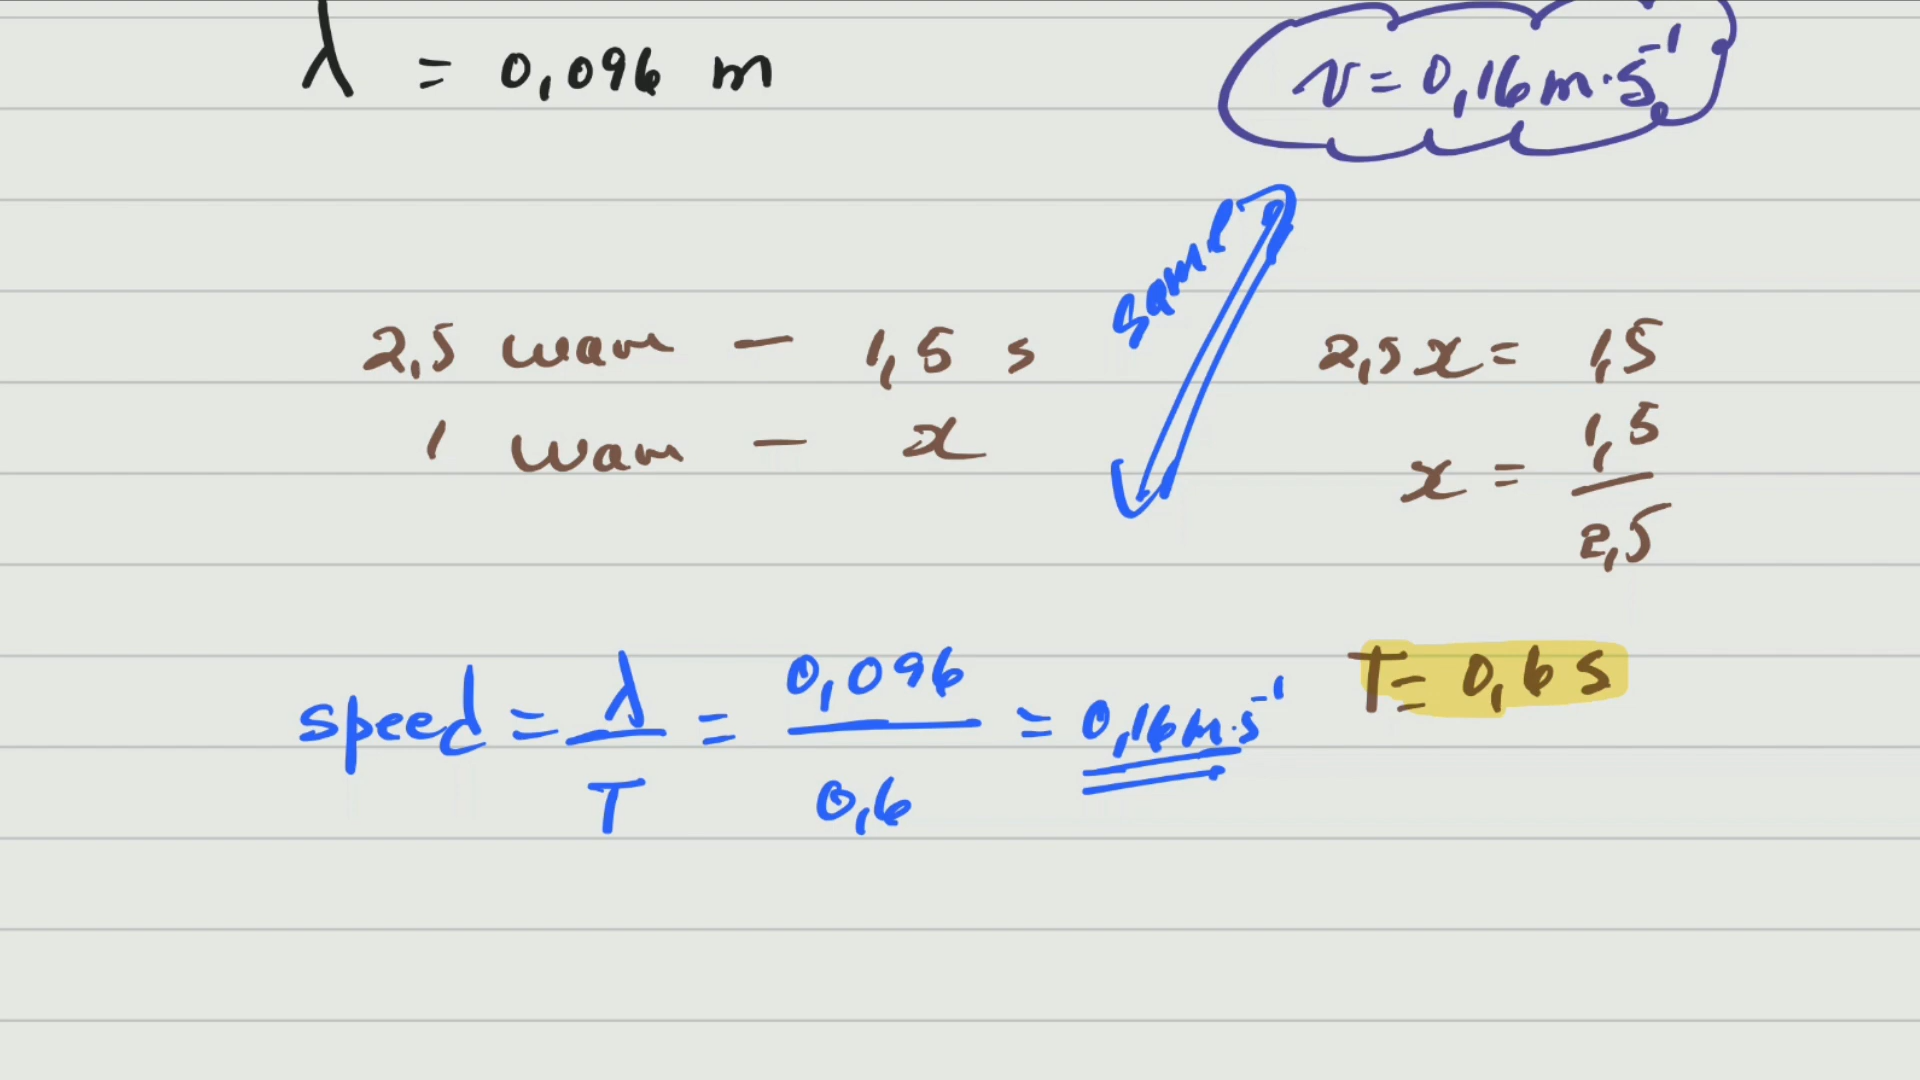 λ = 0,096 m
v = 0,16 m·s⁻¹
same
2,5 wave — 1,5 s
1 wave — x
2,5x = 1,5
x = 1,5/2,5
T = 0,6 s
speed = λ/T = 0,096/0,6 = 0,16 m·s⁻¹